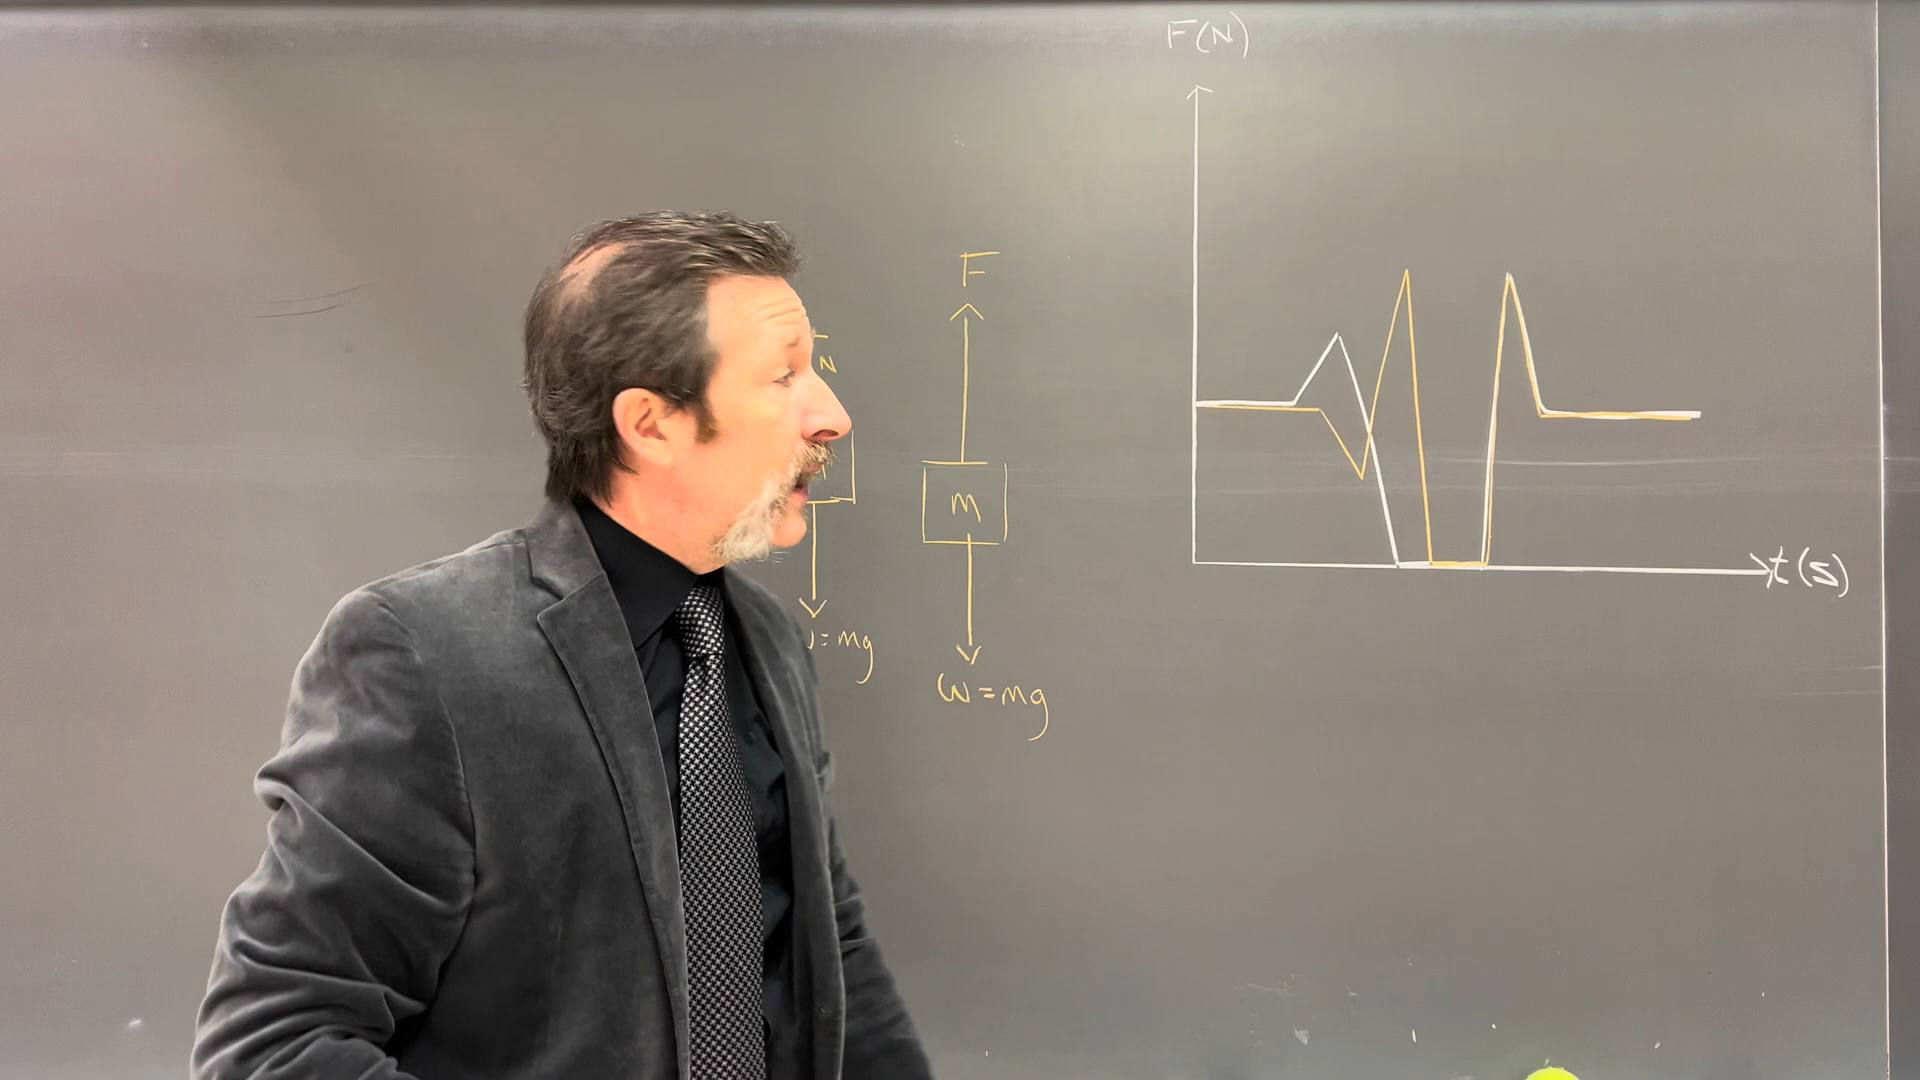 F(N)
F
N
m
= mg
W = mg
t(s)